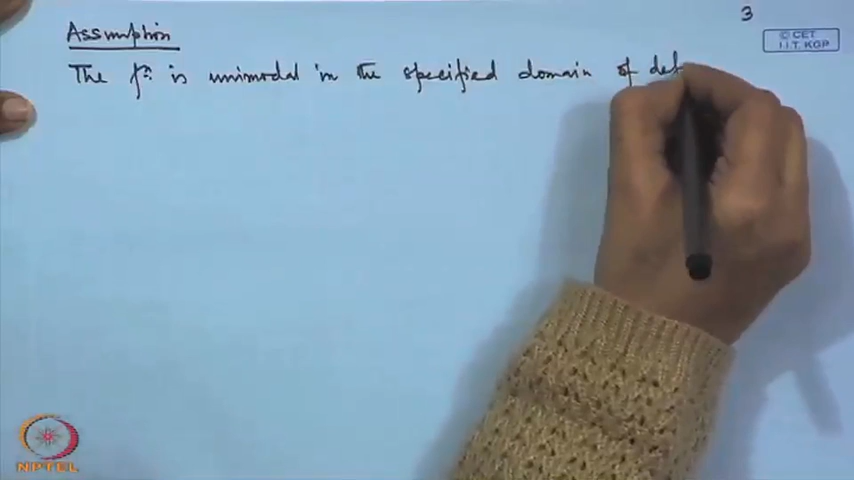 3
© CET
I.I.T. KGP
Assumption
The fn. is unimodal in the specified domain of def
NPTEL